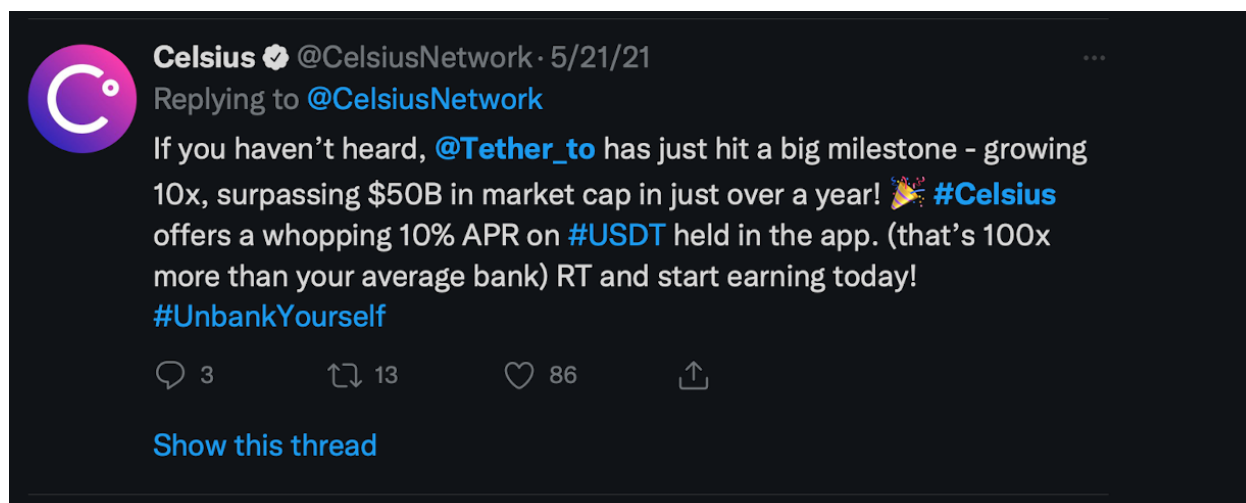 Celsius @CelsiusNetwork · 5/21/21
Replying to @CelsiusNetwork
If you haven’t heard, @Tether_to has just hit a big milestone - growing
10x, surpassing $50B in market cap in just over a year! 🎉 #Celsius
offers a whopping 10% APR on #USDT held in the app. (that’s 100x
more than your average bank) RT and start earning today!
#UnbankYourself
3 13 86
Show this thread